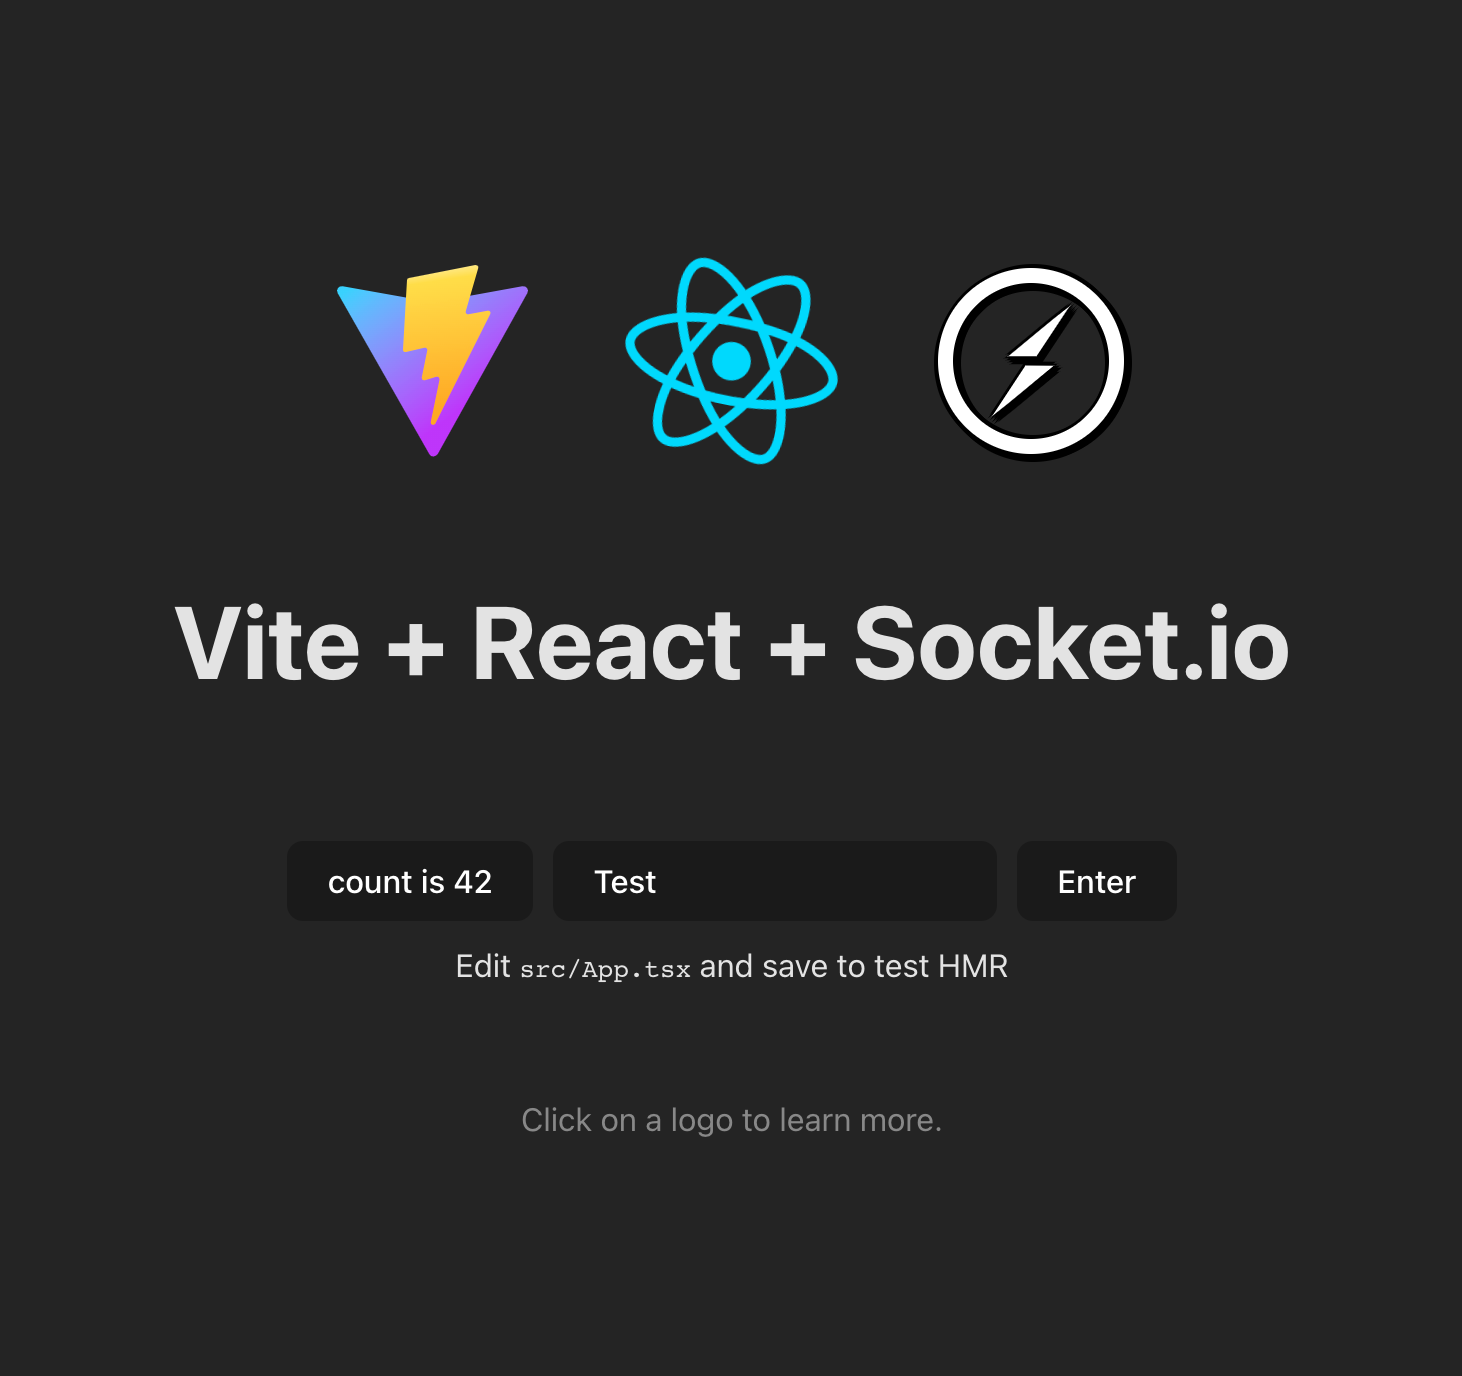 Vite + React + Socket.io
count is 42 Test Enter
Edit src/App.tsx and save to test HMR
Click on a logo to learn more.